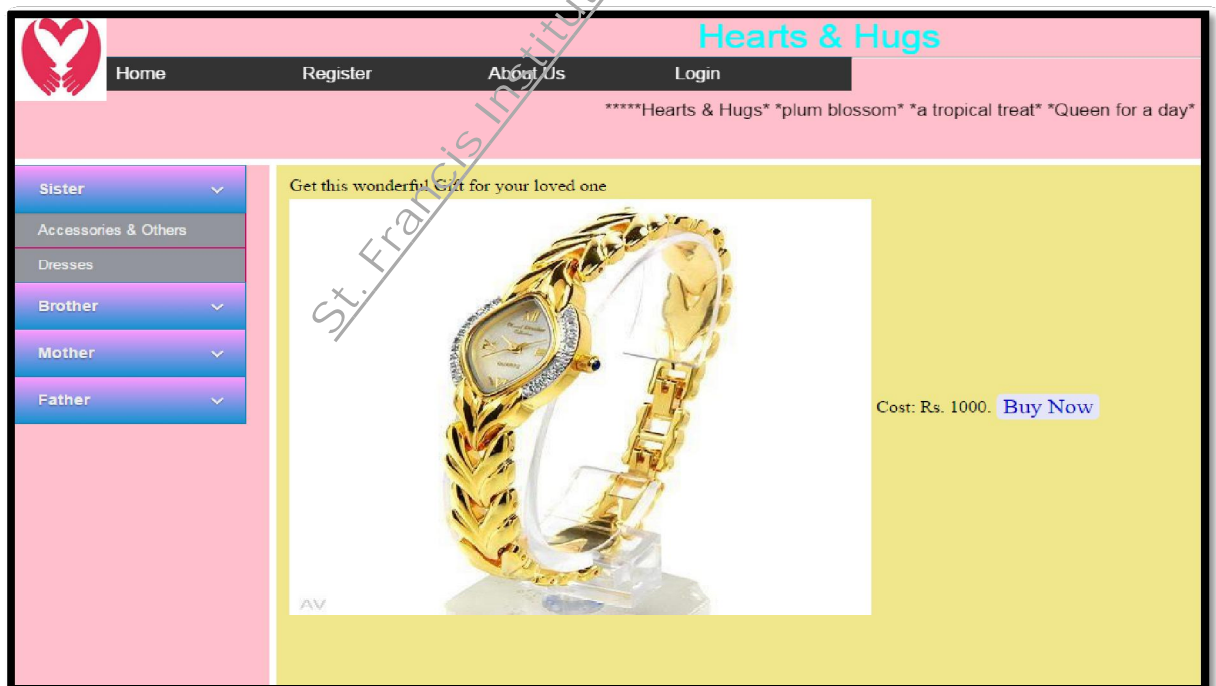 Hearts & Hugs
Home Register About Us Login
*****Hearts & Hugs* *plum blossom* *a tropical treat* *Queen for a day*
Sister
Accessories & Others
Dresses
Brother
Mother
Father
Get this wonderful Gift for your loved one
Cost: Rs. 1000. Buy Now
AV
St. Francis